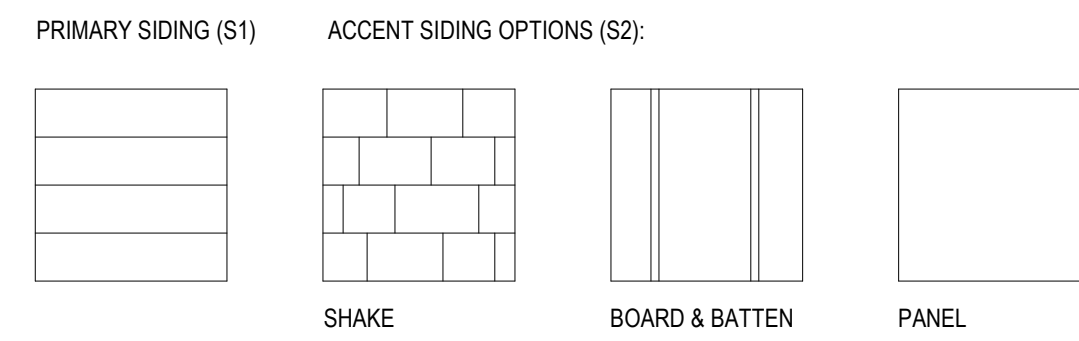 PRIMARY SIDING (S1)
ACCENT SIDING OPTIONS (S2):
SHAKE
BOARD & BATTEN
PANEL